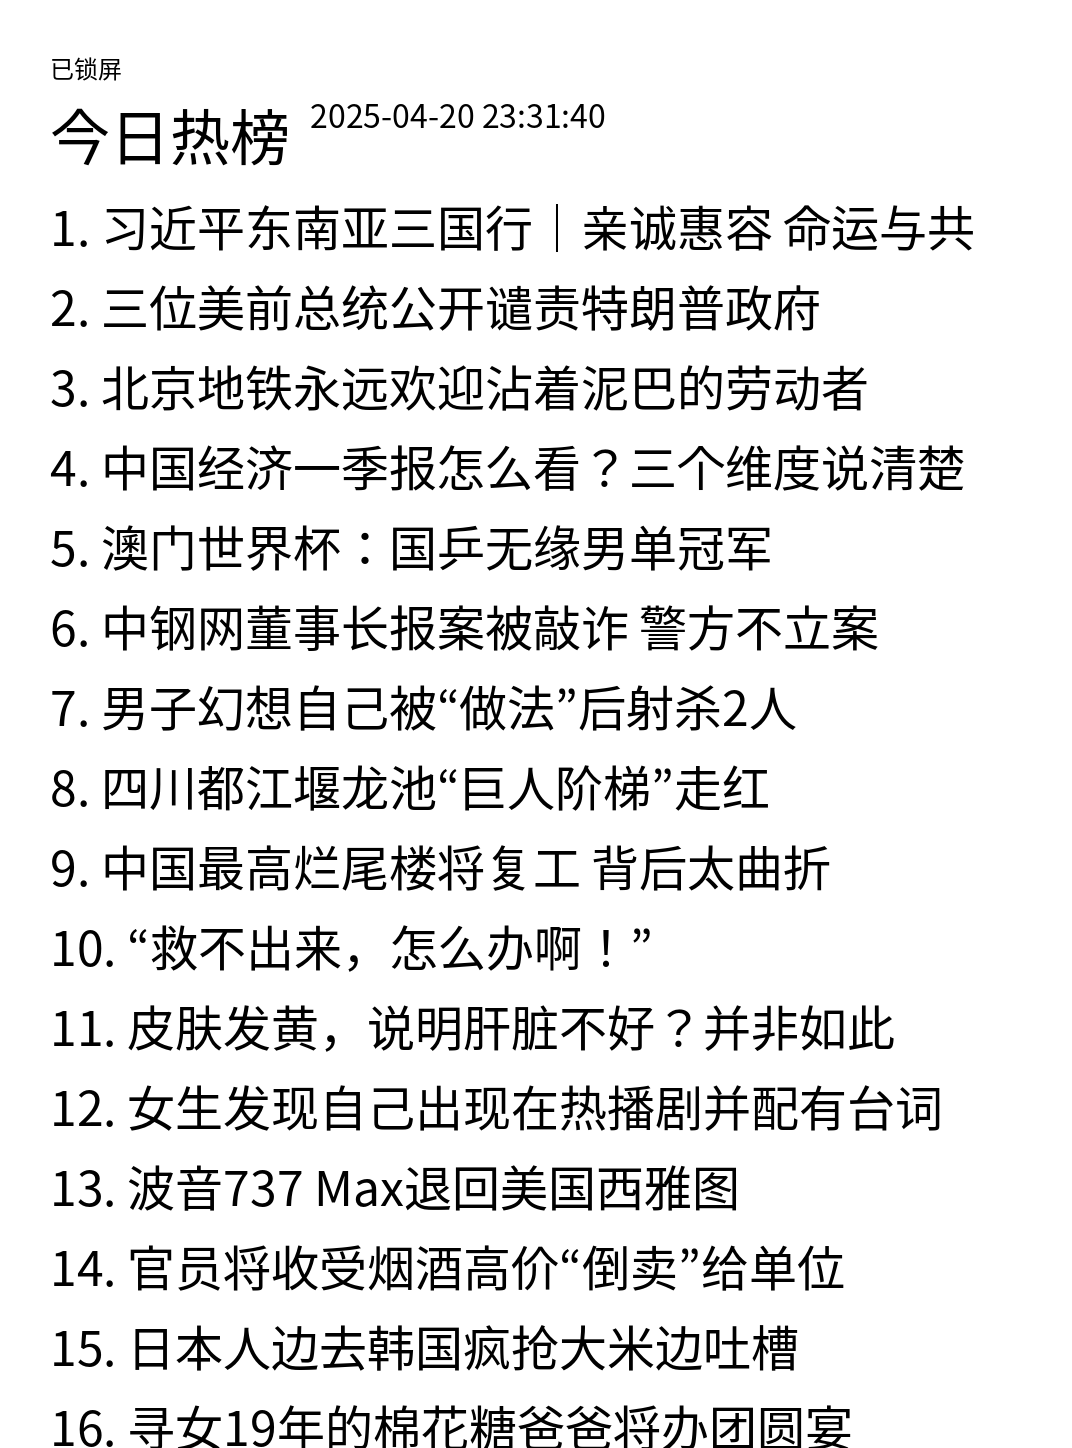 已锁屏
今日热榜 2025-04-20 23:31:40
1. 习近平东南亚三国行｜亲诚惠容 命运与共
2. 三位美前总统公开谴责特朗普政府
3. 北京地铁永远欢迎沾着泥巴的劳动者
4. 中国经济一季报怎么看？三个维度说清楚
5. 澳门世界杯：国乒无缘男单冠军
6. 中钢网董事长报案被敲诈 警方不立案
7. 男子幻想自己被“做法”后射杀2人
8. 四川都江堰龙池“巨人阶梯”走红
9. 中国最高烂尾楼将复工 背后太曲折
10. “救不出来，怎么办啊！”
11. 皮肤发黄，说明肝脏不好？并非如此
12. 女生发现自己出现在热播剧并配有台词
13. 波音737 Max退回美国西雅图
14. 官员将收受烟酒高价“倒卖”给单位
15. 日本人边去韩国疯抢大米边吐槽
16. 寻女19年的棉花糖爸爸将办团圆宴